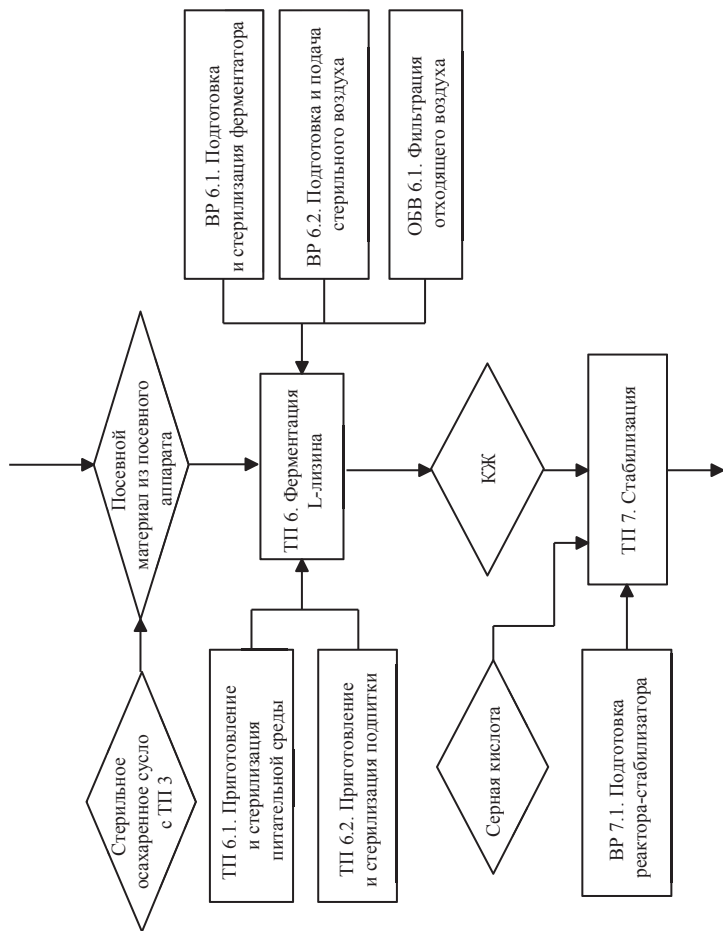 Стерильное
осахаренное сусло
с ТП 3
Посевной
материал из посевного
аппарата
ТП 6.1. Приготовление
и стерилизация
питательной среды
ТП 6.2. Приготовление
и стерилизация подпитки
ТП 6. Ферментация
L-лизина
ВР 6.1. Подготовка
и стерилизация ферментатора
ВР 6.2. Подготовка и подача
стерильного воздуха
ОБВ 6.1. Фильтрация
отходящего воздуха
КЖ
Серная кислота
ВР 7.1. Подготовка
реактора-стабилизатора
ТП 7. Стабилизация